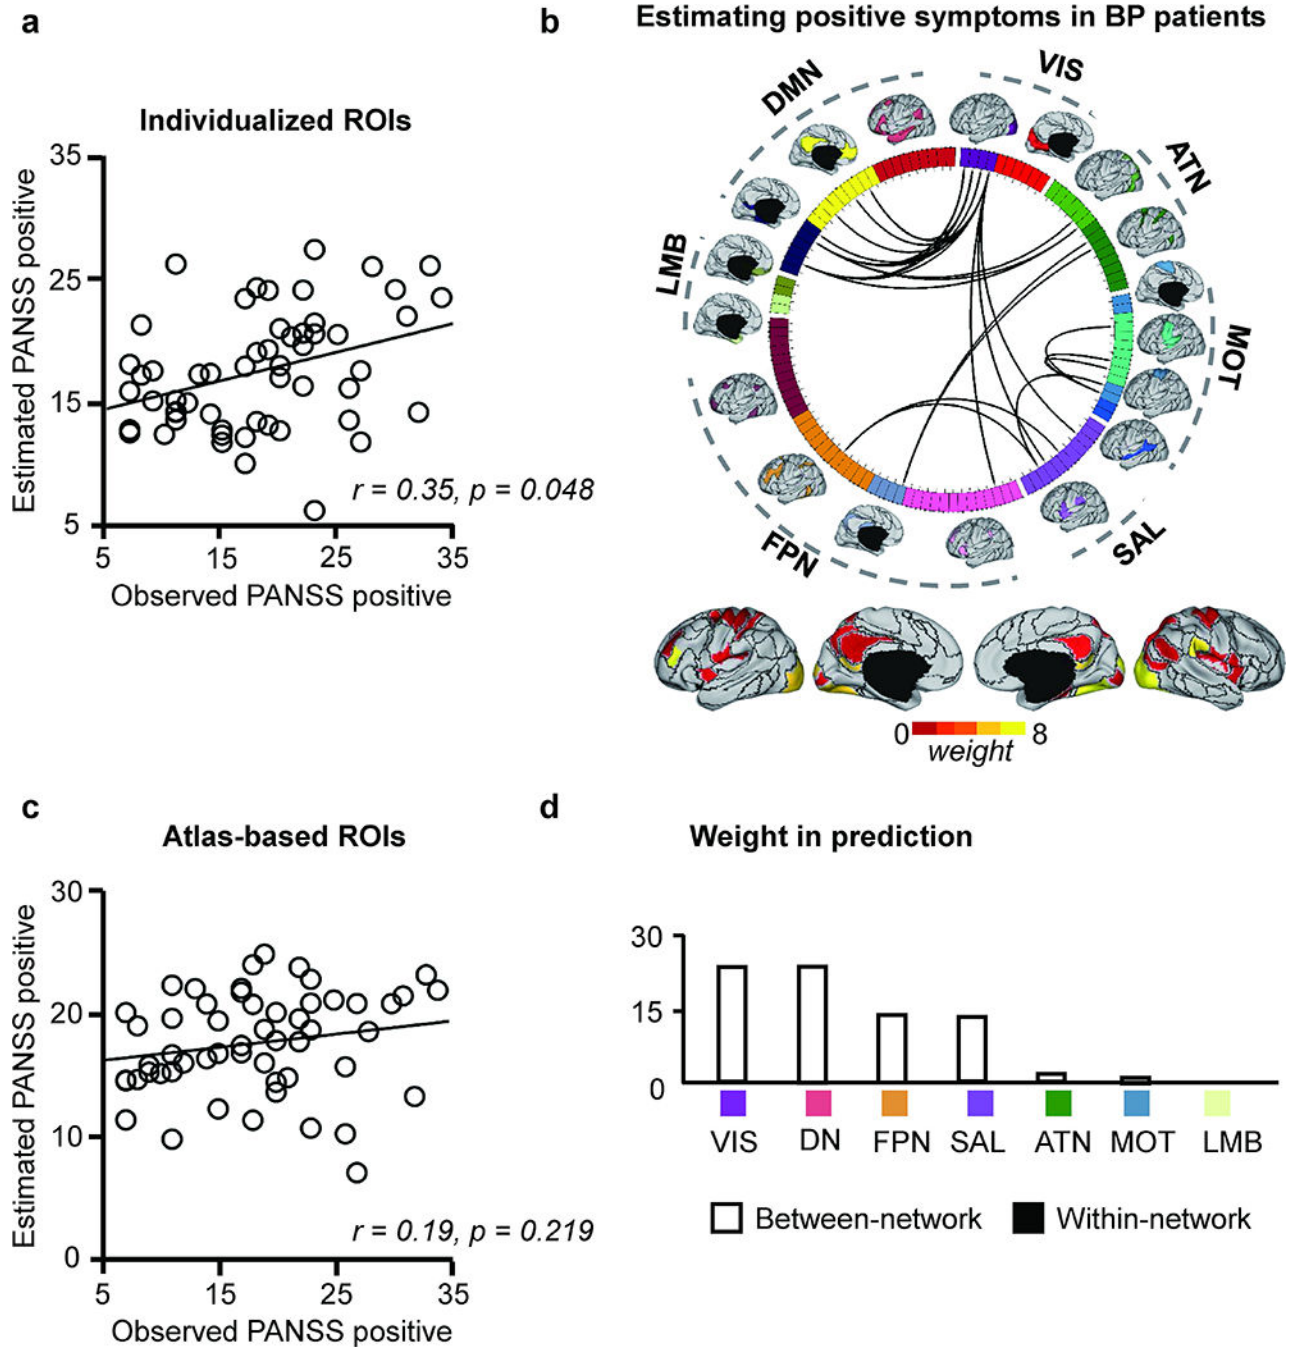 a
Individualized ROIs
35
25
15
5
Estimated PANSS positive
r = 0.35, p = 0.048
5 15 25 35
Observed PANSS positive
b
Estimating positive symptoms in BP patients
DMN
VIS
ATN
LMB
MOT
FPN
SAL
0 8
weight
c
Atlas-based ROIs
30
20
10
0
Estimated PANSS positive
r = 0.19, p = 0.219
5 15 25 35
Observed PANSS positive
d
Weight in prediction
30
15
0
VIS DN FPN SAL ATN MOT LMB
Between-network Within-network